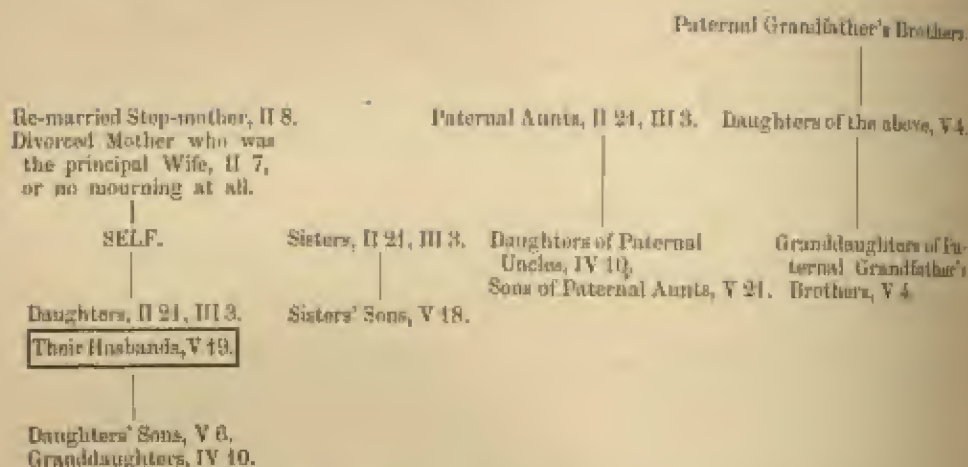 Paternal Grandfather's Brothers.
Re-married Step-mother, II 8.
Divorced Mother who was
the principal Wife, II 7,
or no mourning at all.
Paternal Aunts, II 21, III 3.
Daughters of the above, V 4.
SELF.
Sisters, II 21, III 3.
Daughters of Paternal
Uncles, IV 10,
Sons of Paternal Aunts, V 21.
Granddaughters of Pa-
ternal Grandfather's
Brothers, V 4.
Daughters, II 21, III 3.
Their Husbands, V 19.
Sisters' Sons, V 18.
Daughters' Sons, V 6,
Granddaughters, IV 10.